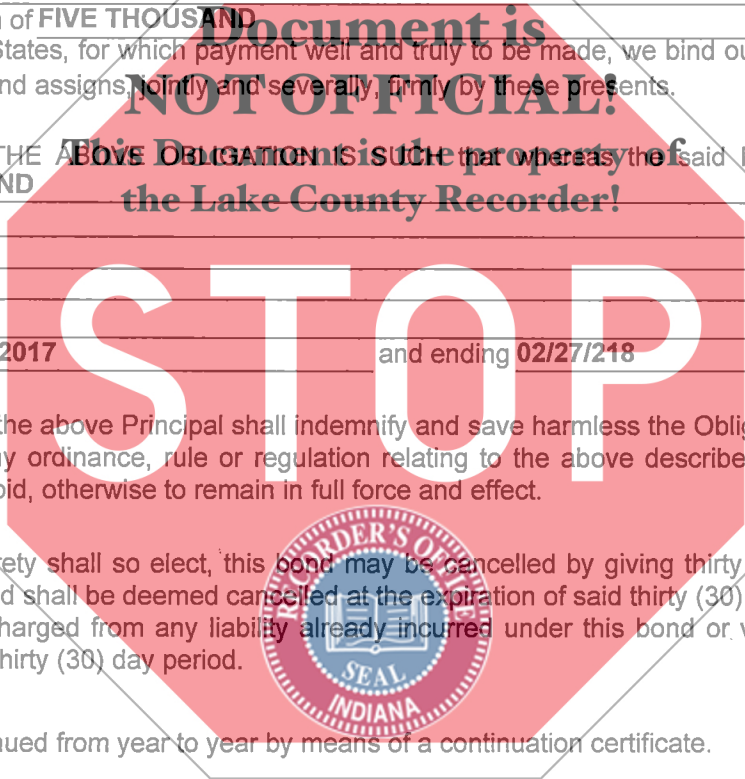 of FIVE THOUSAND
Document is
States, for which payment well and truly to be made, we bind ou
NOT OFFICIAL!
nd assigns, jointly and severally, firmly by these presents.
This Document is the property of
THE ABOVE OBLIGATION IS SUCH that whereas, the said
ND
the Lake County Recorder!
STOP
2017 and ending 02/27/218
the above Principal shall indemnify and save harmless the Oblig
y ordinance, rule or regulation relating to the above describe
oid, otherwise to remain in full force and effect.
rety shall so elect, this bond may be cancelled by giving thirty
d shall be deemed cancelled at the expiration of said thirty (30)
harged from any liability already incurred under this bond or v
hirty (30) day period.
RECORDER'S OFFICE
SEAL
INDIANA
nued from year to year by means of a continuation certificate.